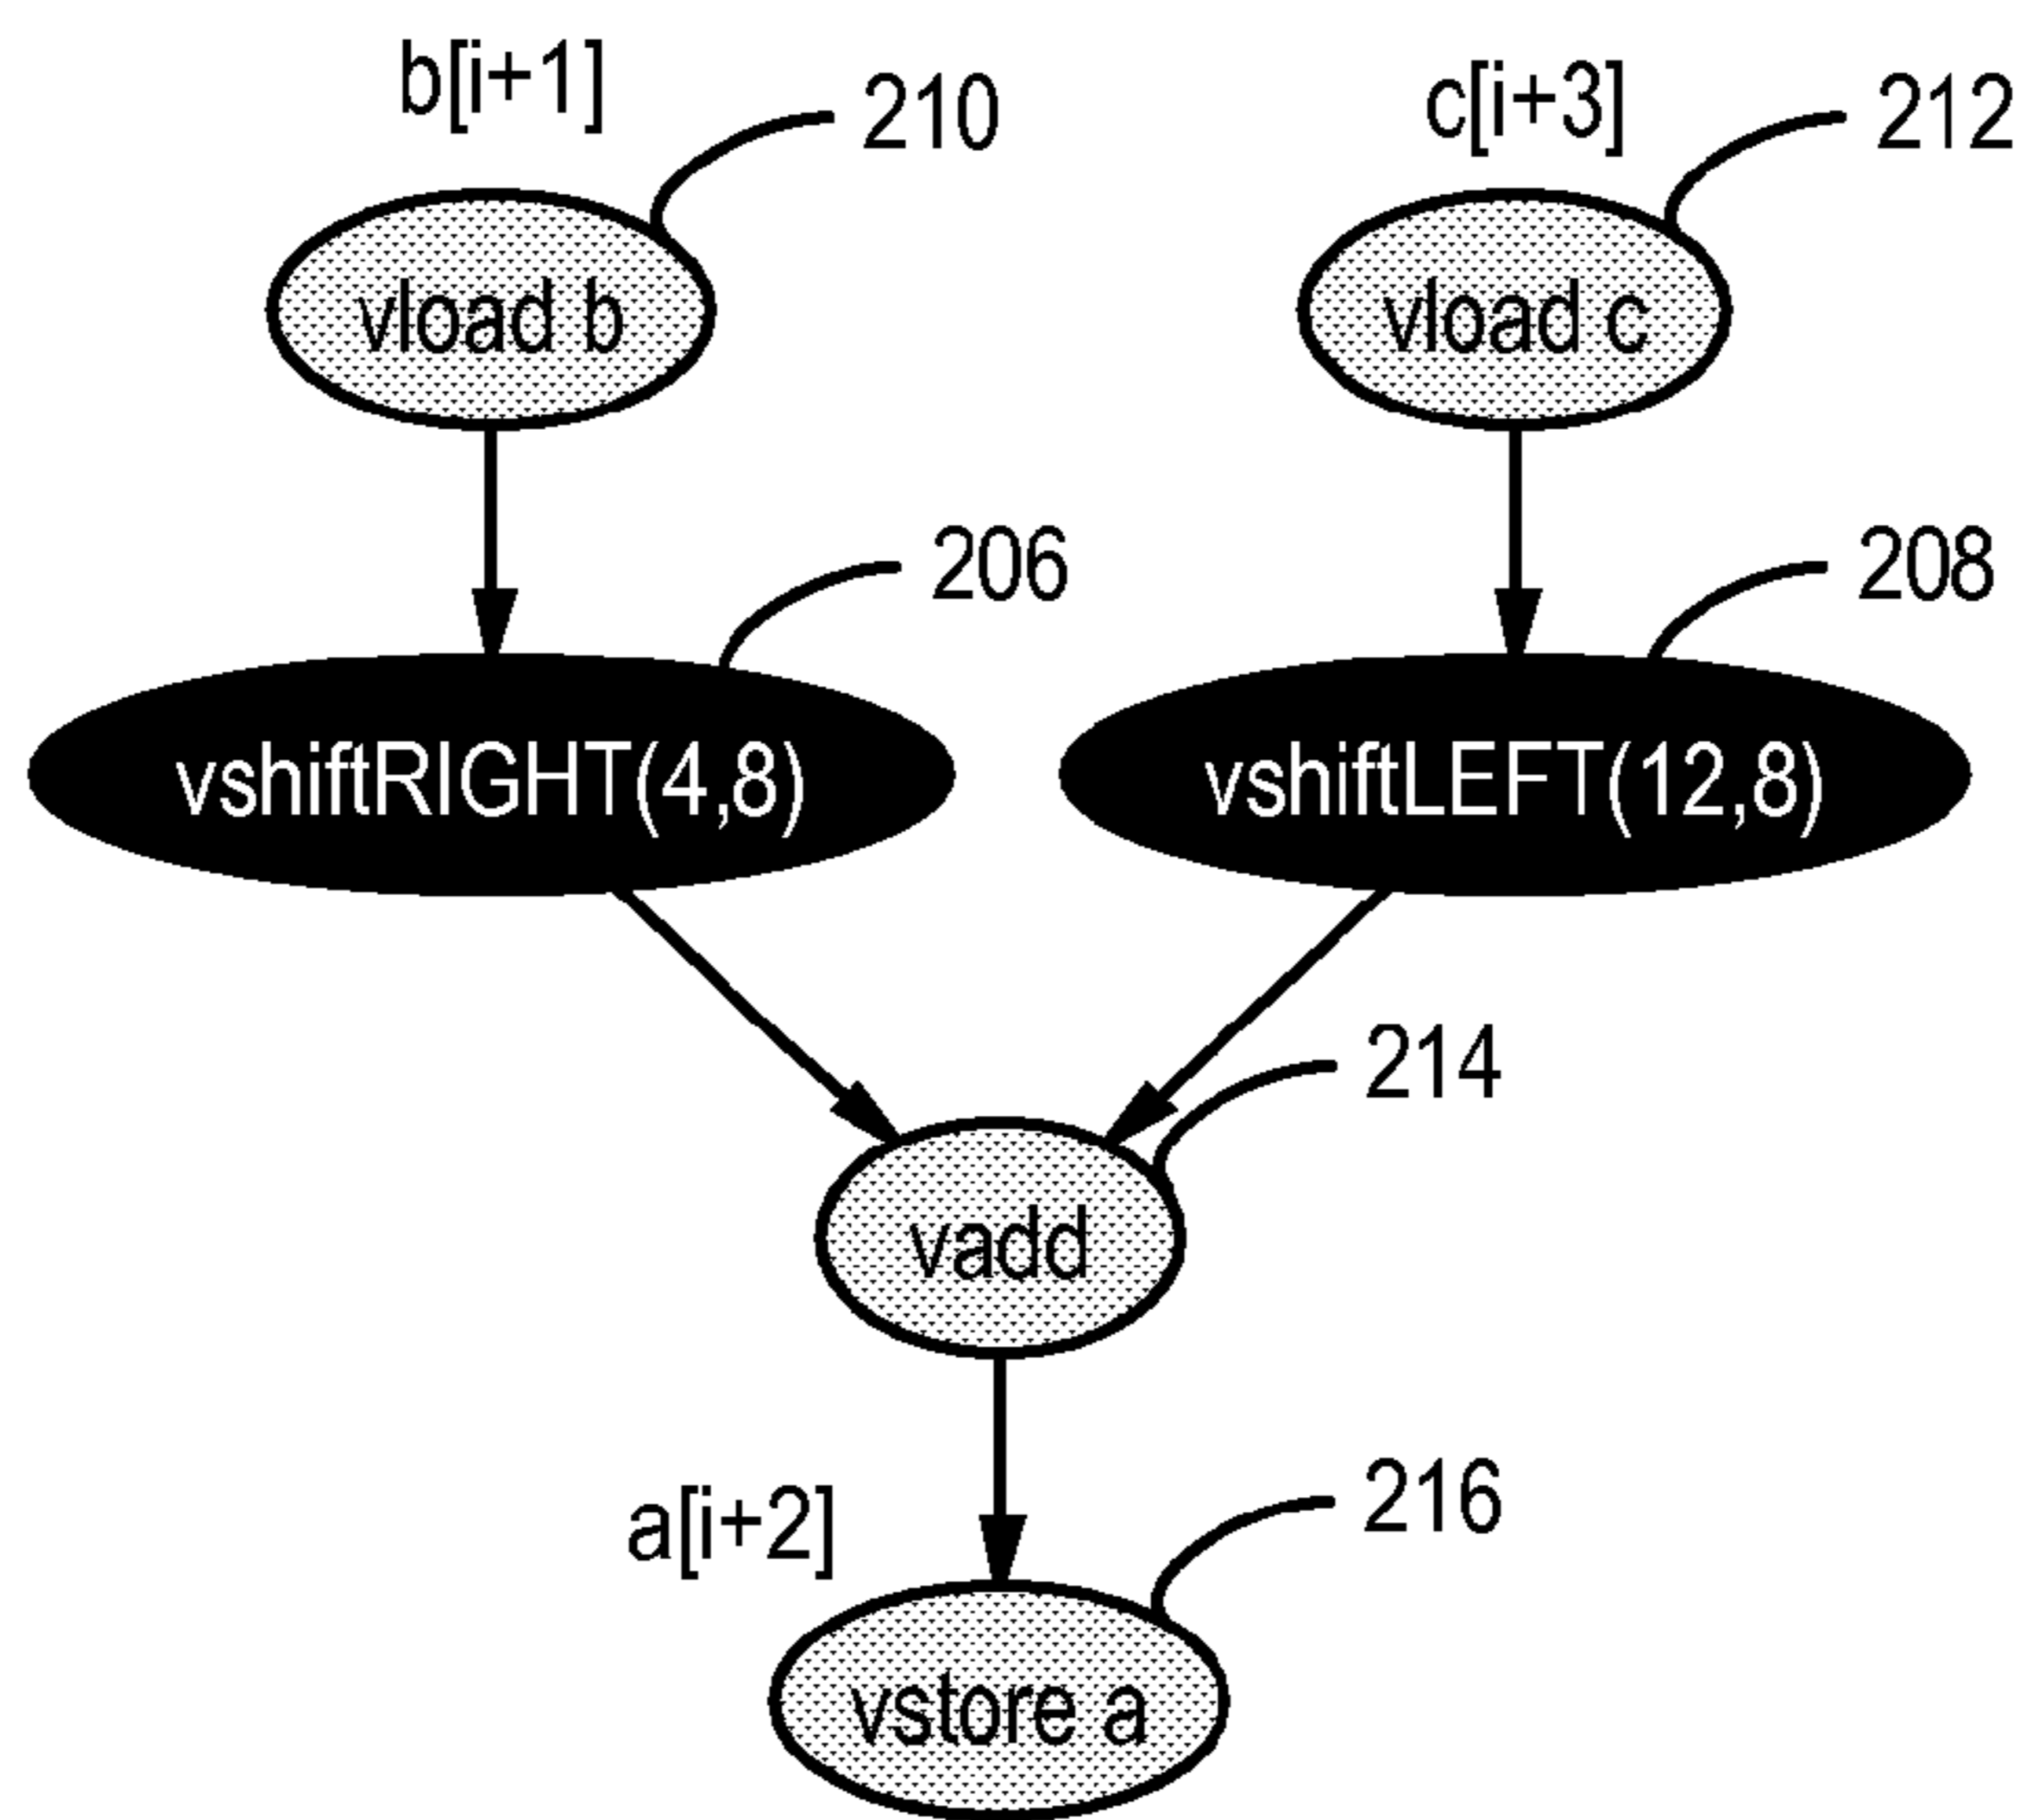 b[i+1]
210
c[i+3]
212
vload b
vload c
206
208
vshiftRIGHT(4,8)
vshiftLEFT(12,8)
214
vadd
a[i+2]
216
vstore a